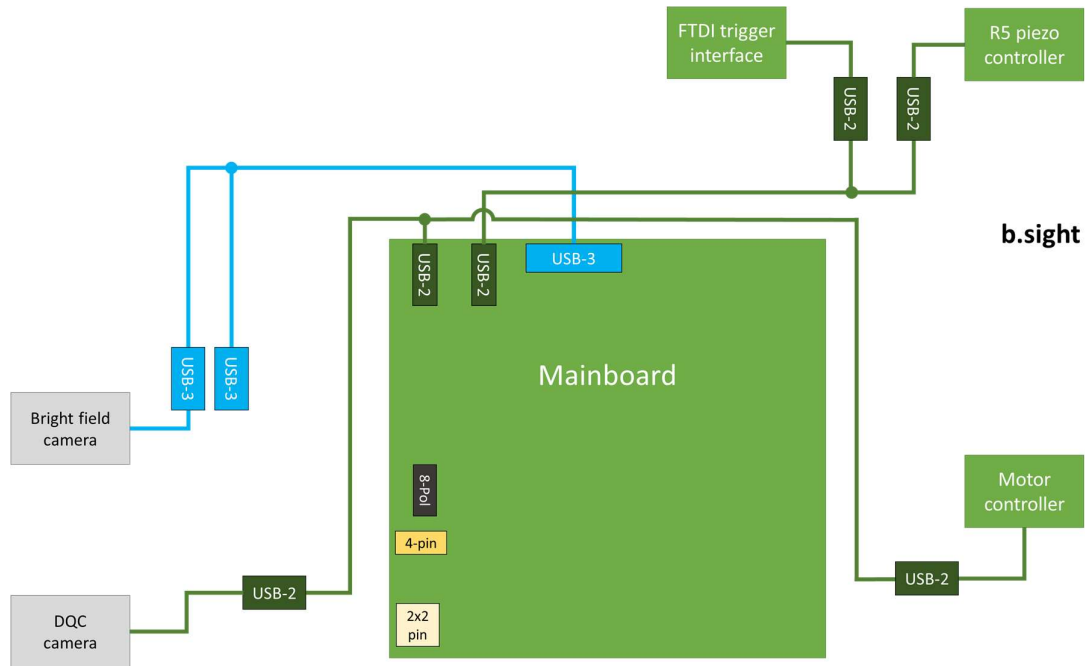 FTDI trigger
interface
R5 piezo
controller
USB-2
USB-2
b.sight
USB-2
USB-2
USB-3
USB-3
USB-3
Mainboard
Bright field
camera
8-Pol
Motor
controller
4-pin
USB-2
USB-2
2x2
pin
DQC
camera